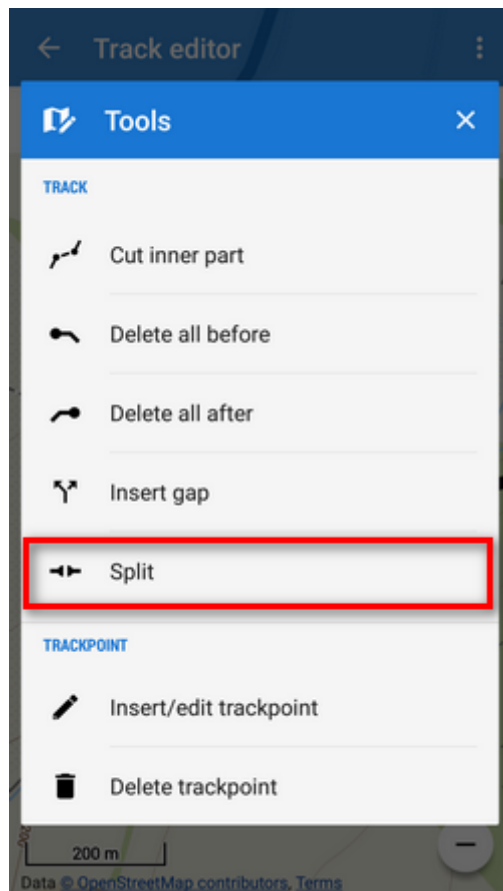 Track editor
Tools
TRACK
Cut inner part
Delete all before
Delete all after
Insert gap
Split
TRACKPOINT
Insert/edit trackpoint
Delete trackpoint
200
200 m
Data © OpenStreetMap contributors, Terms